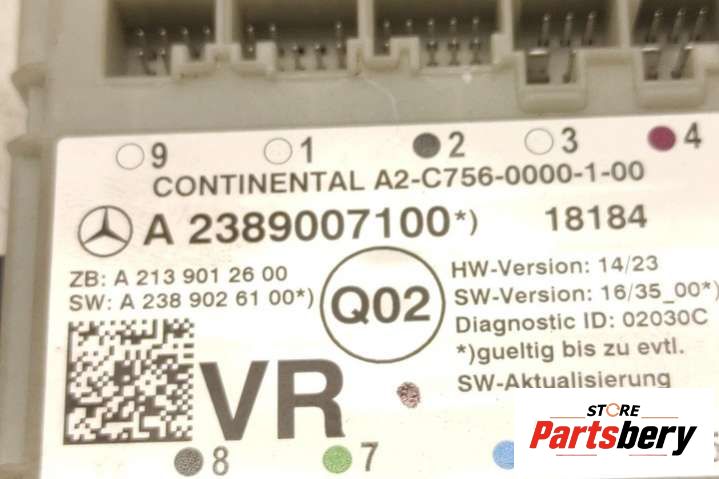 9 1 2 3 4
CONTINENTAL A2-C756-0000-1-00
A 2389007100*) 18184
ZB: A 213 901 26 00
SW: A 238 902 61 00*)
Q02
HW-Version: 14/23
SW-Version: 16/35_00*)
Diagnostic ID: 02030C
*)gueltig bis zu evtl.
SW-Aktualisierung
VR
8 7
STORE
Partsbery